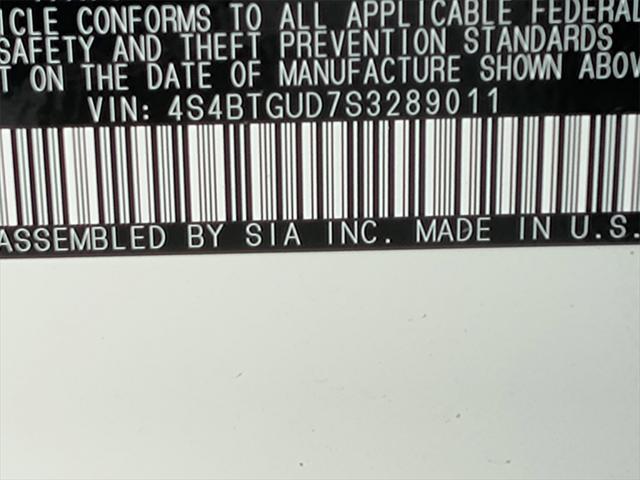 ICLE CONFORMS TO ALL APPLICABLE FEDERAL
SAFETY AND THEFT PREVENTION STANDARDS
T ON THE DATE OF MANUFACTURE SHOWN ABOV
VIN: 4S4BTGUD7S3289011
ASSEMBLED BY SIA INC. MADE IN U.S.